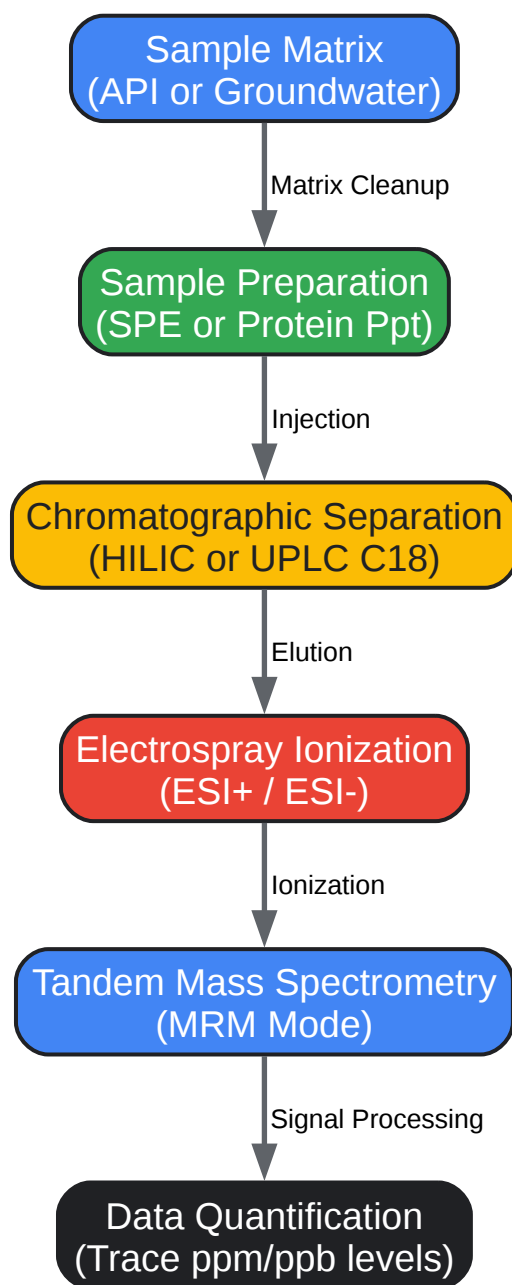 Sample Matrix
(API or Groundwater)
Matrix Cleanup
Sample Preparation
(SPE or Protein Ppt)
Injection
Chromatographic Separation
(HILIC or UPLC C18)
Elution
Electrospray Ionization
(ESI+ / ESI-)
Ionization
Tandem Mass Spectrometry
(MRM Mode)
Signal Processing
Data Quantification
(Trace ppm/ppb levels)